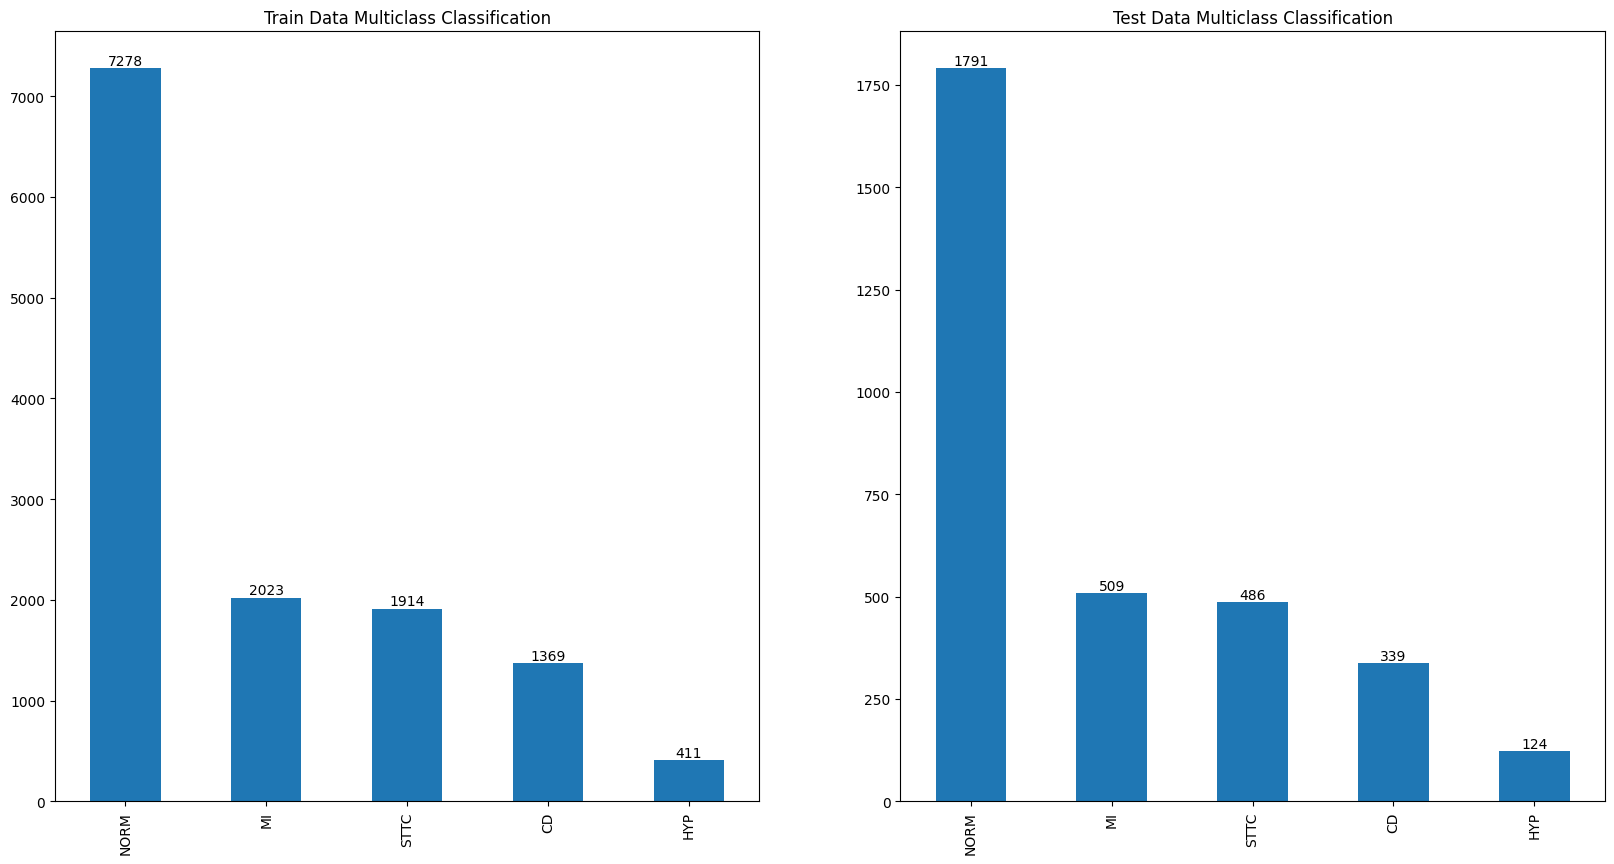 Train Data Multiclass Classification
7000
6000
5000
4000
3000
2000
1000
0
7278
2023
1914
1369
411
NORM
MI
STTC
CD
HYP
Test Data Multiclass Classification
1750
1500
1250
1000
750
500
250
0
1791
509
486
339
124
NORM
MI
STTC
CD
HYP